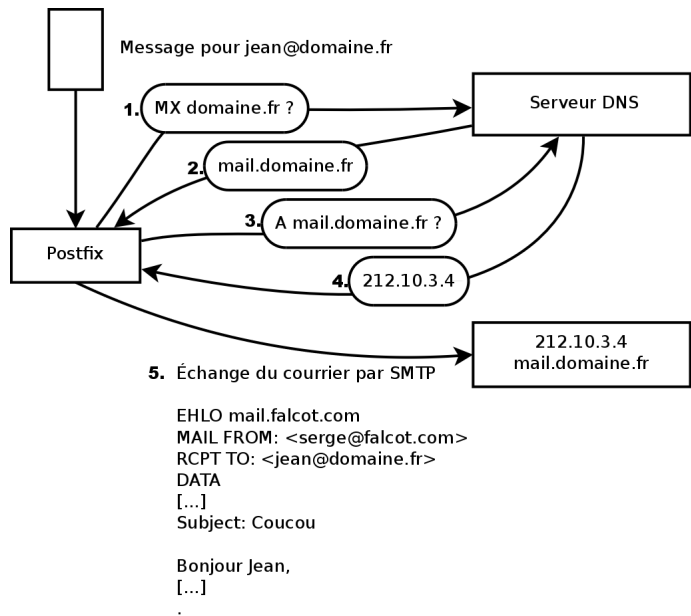 Message pour jean@domaine.fr
1. MX domaine.fr ?
Serveur DNS
2. mail.domaine.fr
3. A mail.domaine.fr ?
Postfix
4. 212.10.3.4
212.10.3.4
mail.domaine.fr
5. Échange du courrier par SMTP
EHLO mail.falcot.com
MAIL FROM: <serge@falcot.com>
RCPT TO: <jean@domaine.fr>
DATA
[...]
Subject: Coucou
Bonjour Jean,
[...]
.